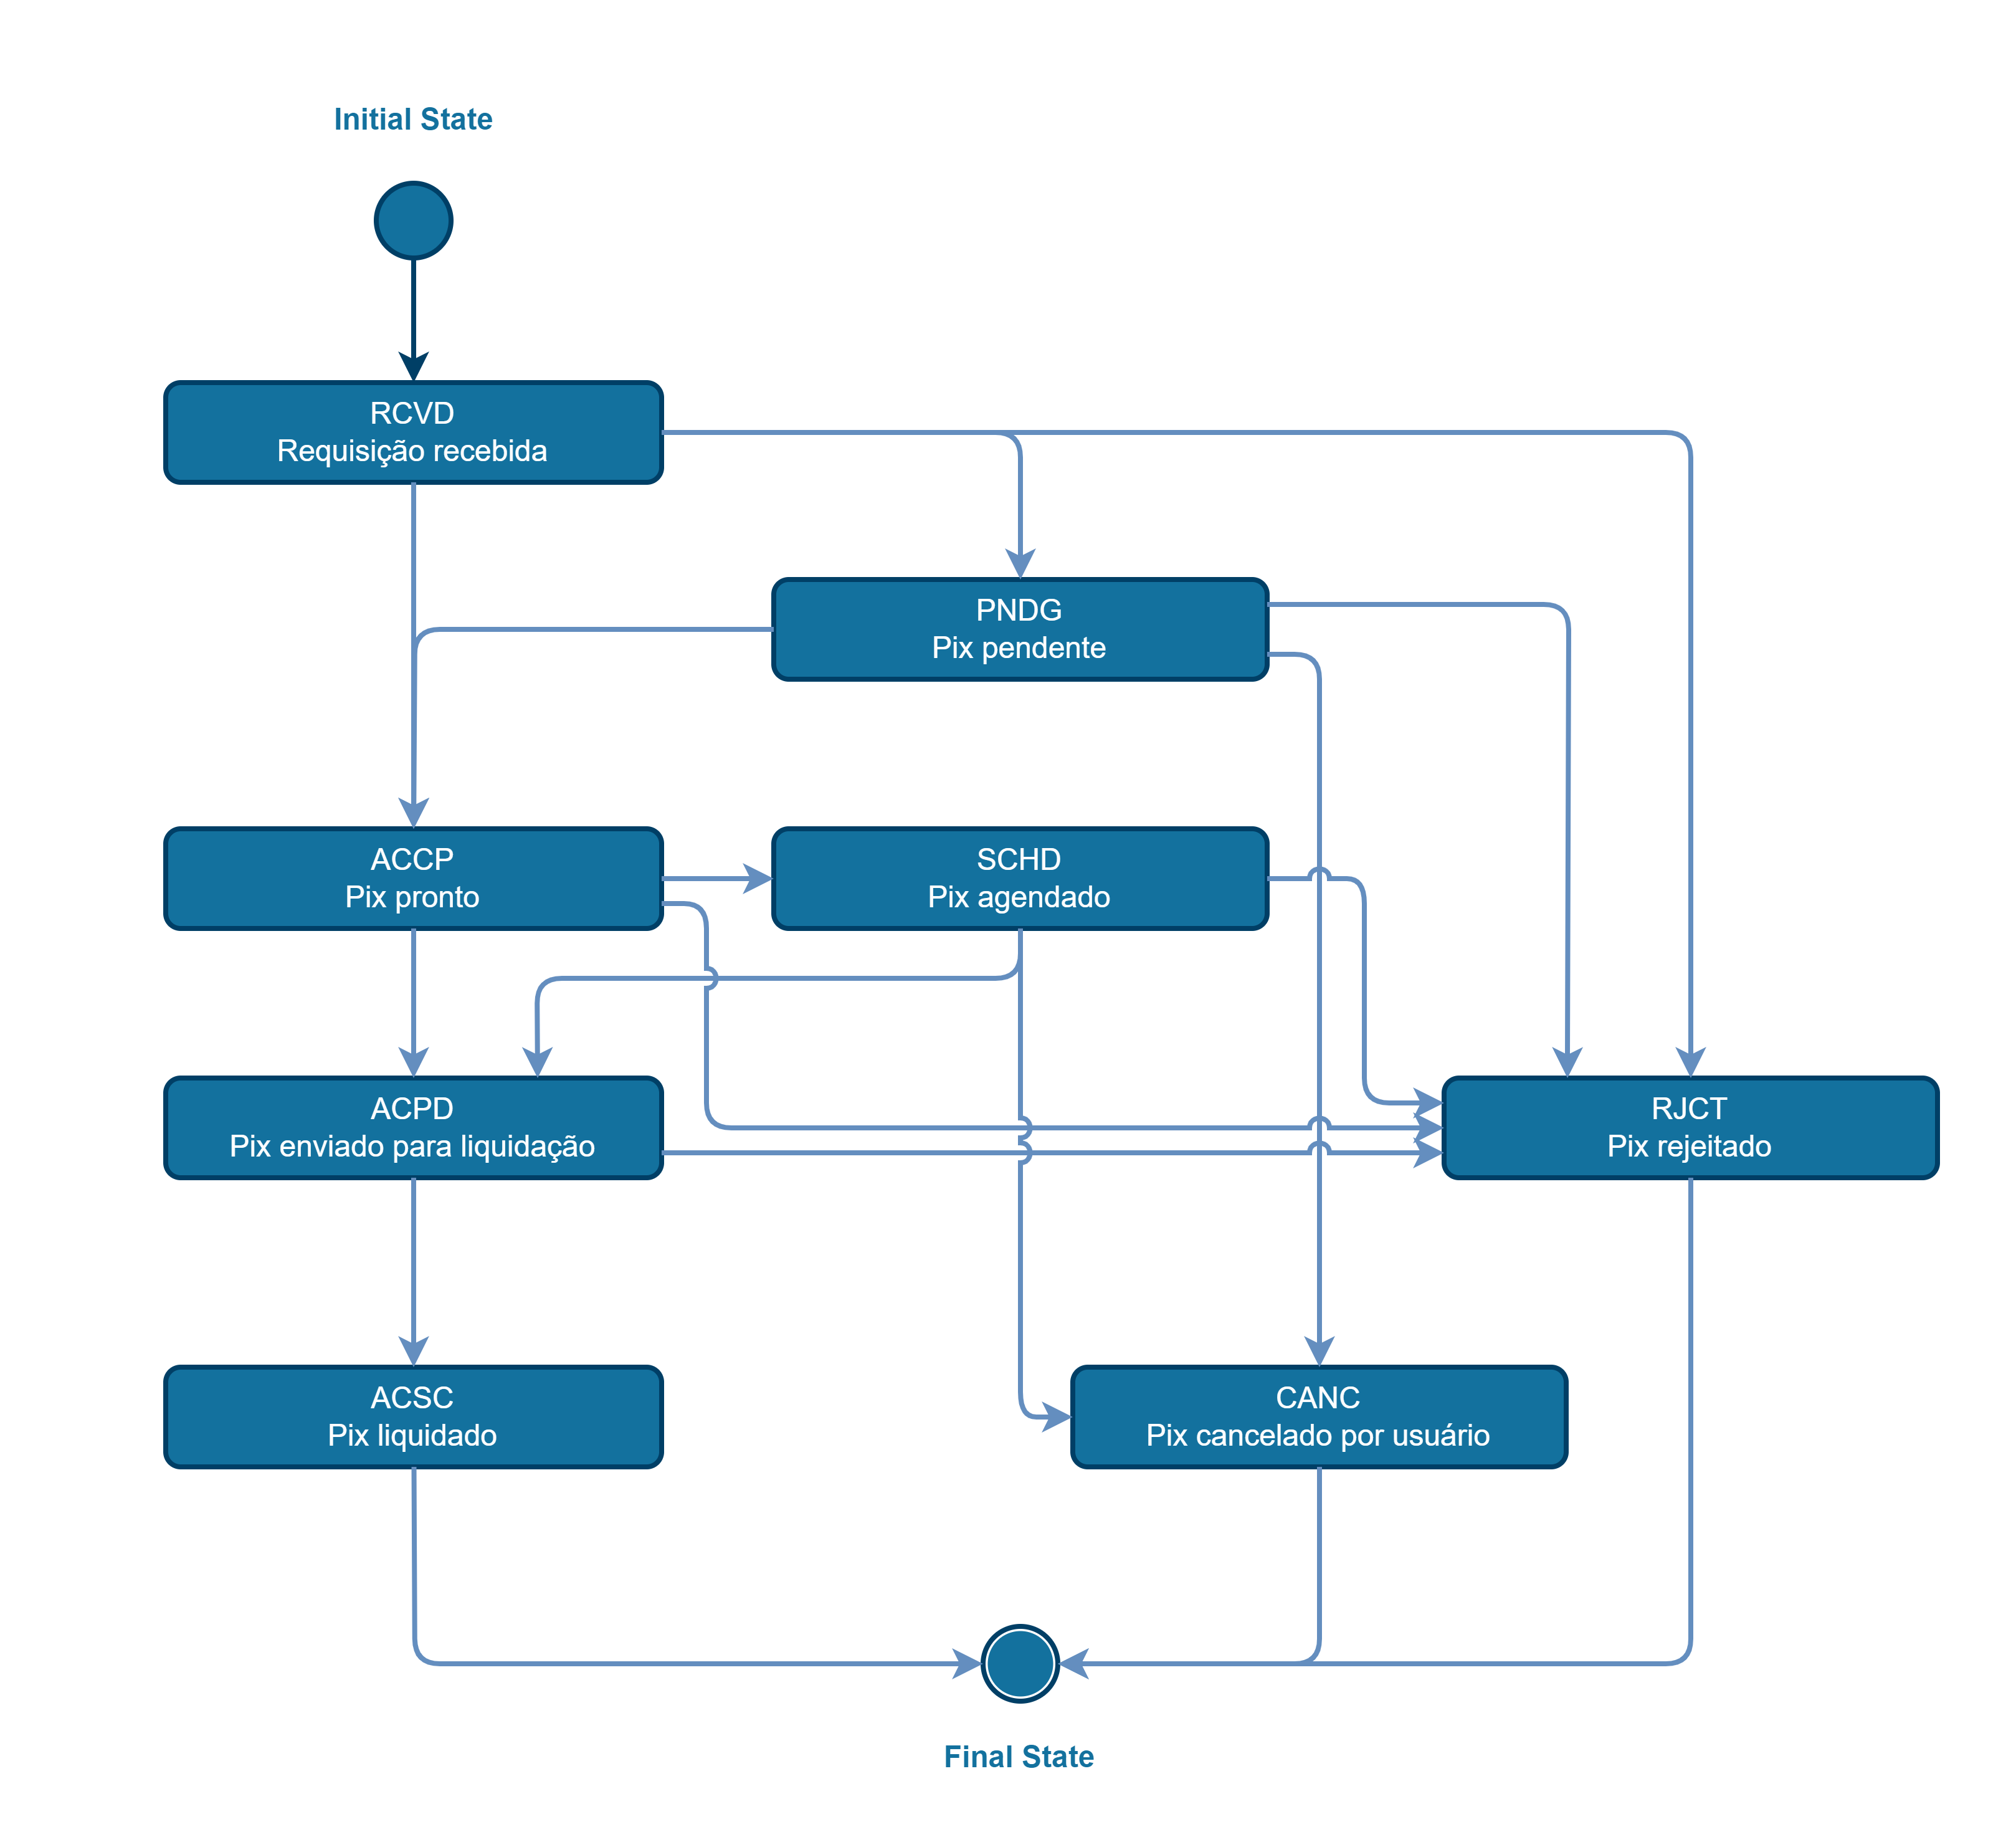 Initial State
RCVD
Requisição recebida
PNDG
Pix pendente
ACCP
Pix pronto
SCHD
Pix agendado
ACPD
Pix enviado para liquidação
RJCT
Pix rejeitado
ACSC
Pix liquidado
CANC
Pix cancelado por usuário
Final State